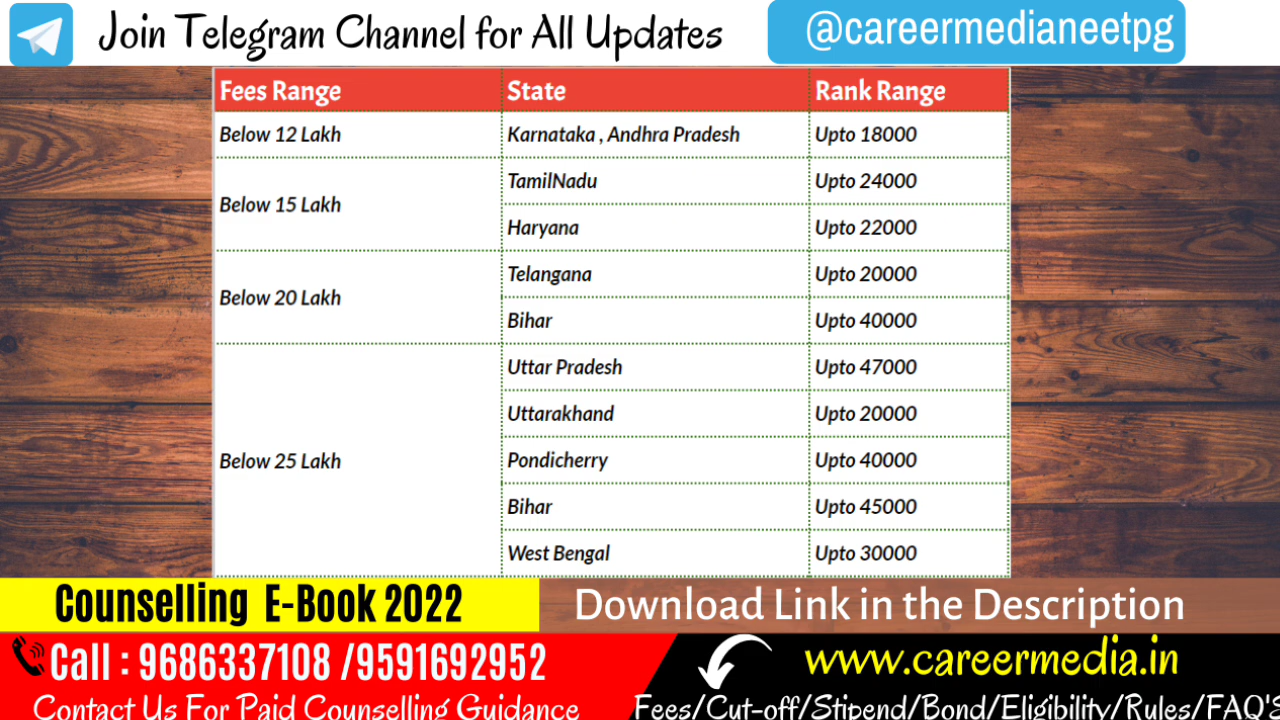 Join Telegram Channel for All Updates
@careermedianeetpg
Fees Range State Rank Range
Below 12 Lakh Karnataka , Andhra Pradesh Upto 18000
Below 15 Lakh TamilNadu Upto 24000
Haryana Upto 22000
Below 20 Lakh Telangana Upto 20000
Bihar Upto 40000
Below 25 Lakh Uttar Pradesh Upto 47000
Uttarakhand Upto 20000
Pondicherry Upto 40000
Bihar Upto 45000
West Bengal Upto 30000
Counselling E-Book 2022
Download Link in the Description
Call : 9686337108 /9591692952
www.careermedia.in
Contact Us For Paid Counselling Guidance
Fees/Cut-off/Stipend/Bond/Eligibility/Rules/FAQ's